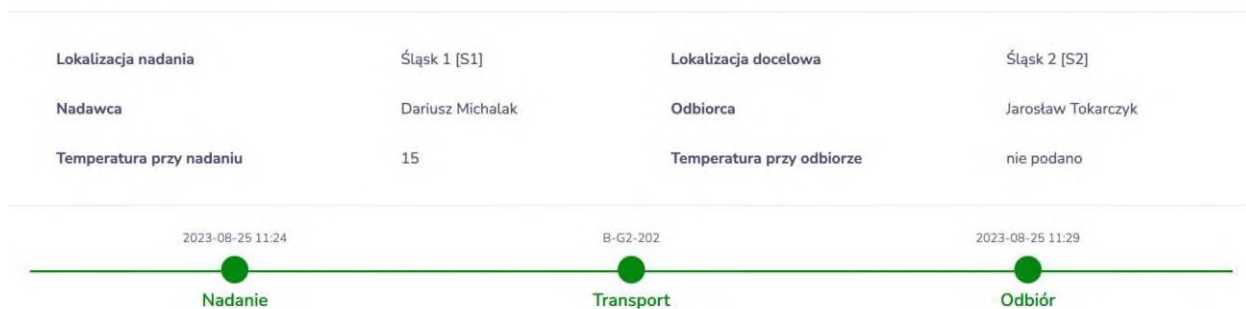 Lokalizacja nadania Śląsk 1 [S1] Lokalizacja docelowa Śląsk 2 [S2]
Nadawca Dariusz Michalak Odbiorca Jarosław Tokarczyk
Temperatura przy nadaniu 15 Temperatura przy odbiorze nie podano
2023-08-25 11:24 B-G2-202 2023-08-25 11:29
Nadanie Transport Odbiór